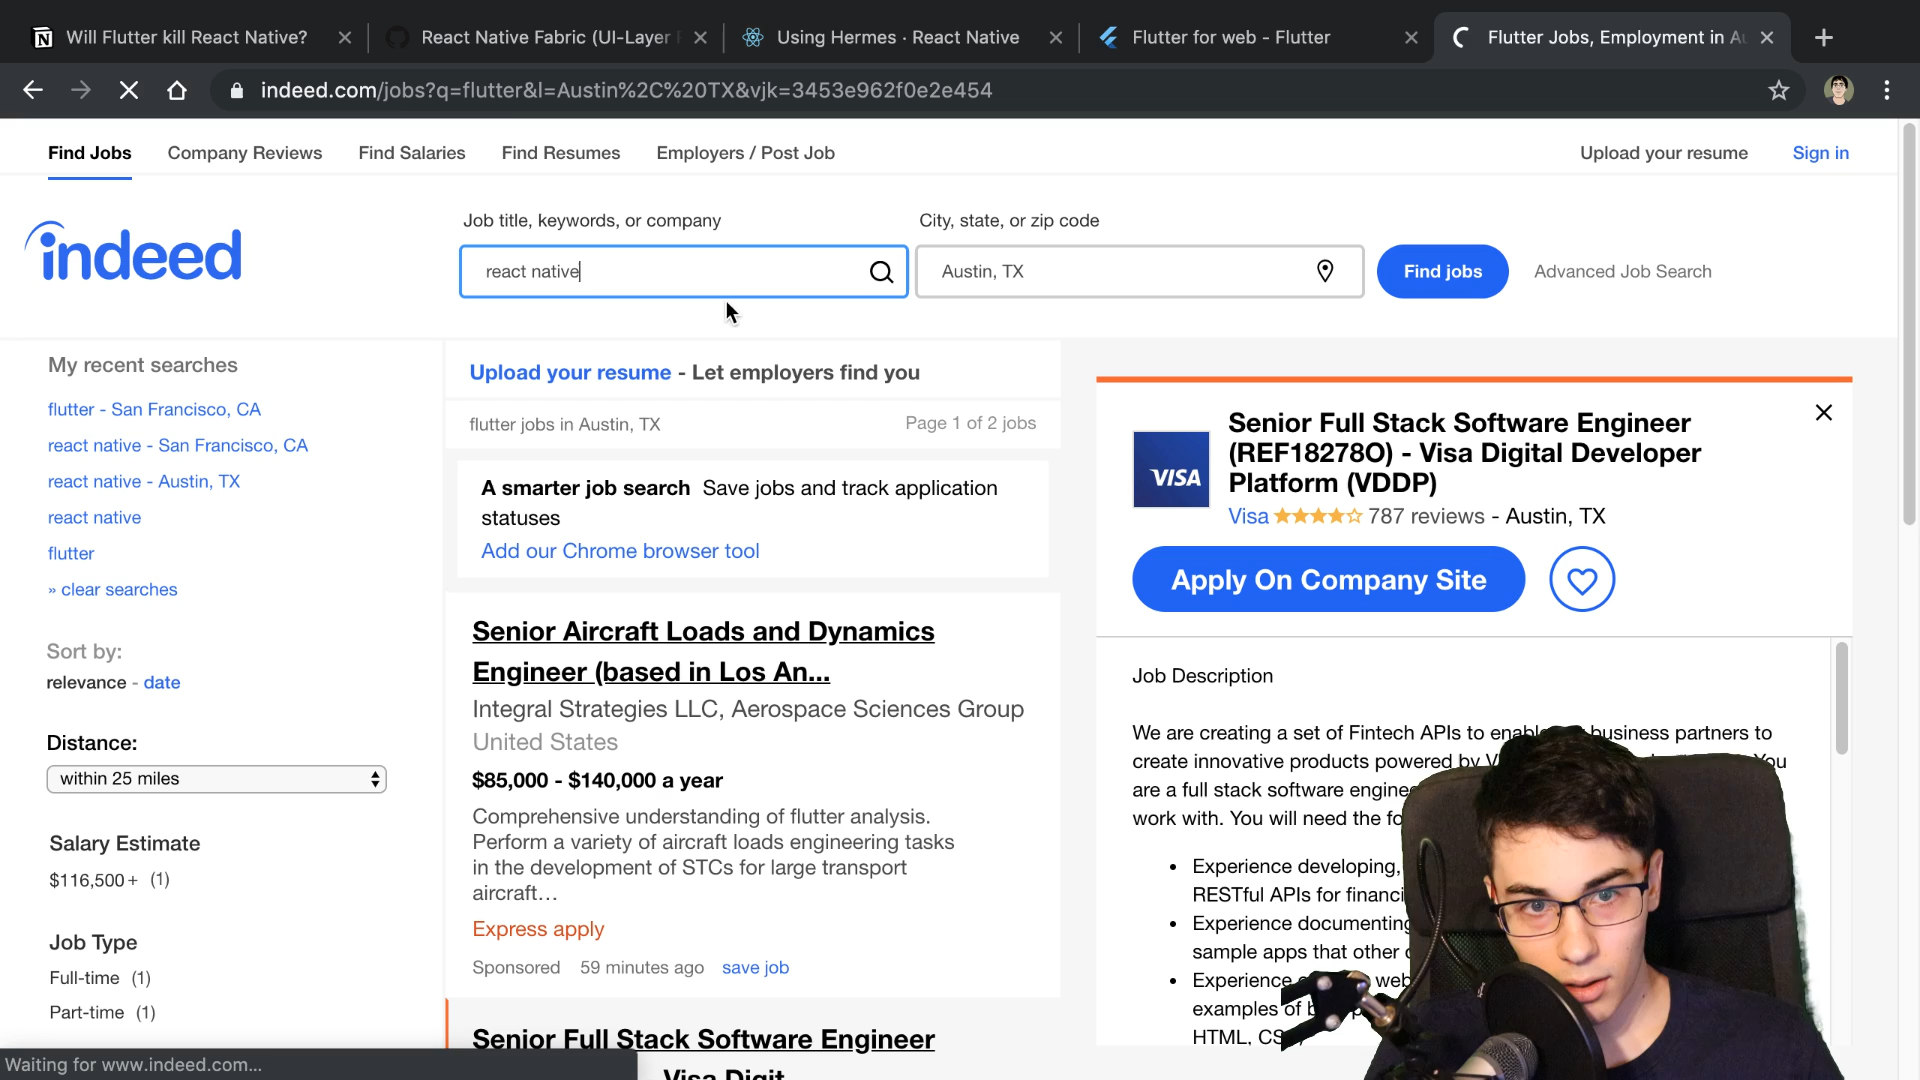 Will Flutter kill React Native?
React Native Fabric (UI-Layer
Using Hermes · React Native
Flutter for web - Flutter
Flutter Jobs, Employment in
indeed.com/jobs?q=flutter&l=Austin%2C%20TX&vjk=3453e962f0e2e454
Find Jobs
Company Reviews
Find Salaries
Find Resumes
Employers / Post Job
Upload your resume
Sign in
indeed
Job title, keywords, or company
City, state, or zip code
react native
Austin, TX
Find jobs
Advanced Job Search
My recent searches
flutter - San Francisco, CA
react native - San Francisco, CA
react native - Austin, TX
react native
flutter
» clear searches
Sort by:
relevance - date
Distance:
within 25 miles
Salary Estimate
$116,500+ (1)
Job Type
Full-time (1)
Part-time (1)
Upload your resume - Let employers find you
flutter jobs in Austin, TX
Page 1 of 2 jobs
A smarter job search Save jobs and track application
statuses
Add our Chrome browser tool
Senior Aircraft Loads and Dynamics
Engineer (based in Los An...
Integral Strategies LLC, Aerospace Sciences Group
United States
$85,000 - $140,000 a year
Comprehensive understanding of flutter analysis.
Perform a variety of aircraft loads engineering tasks
in the development of STCs for large transport
aircraft…
Express apply
Sponsored 59 minutes ago save job
Senior Full Stack Software Engineer
- Visa Digit
VISA
Senior Full Stack Software Engineer
(REF18278O) - Visa Digital Developer
Platform (VDDP)
Visa 787 reviews - Austin, TX
Apply On Company Site
Job Description
We are creating a set of Fintech APIs to business partners to
create innovative products powered by
are a full stack software
work with. You will need the
Experience developing,
RESTful APIs for
Experience documenting
sample apps that other
Experience
examples of
HTML,
Waiting for www.indeed.com...